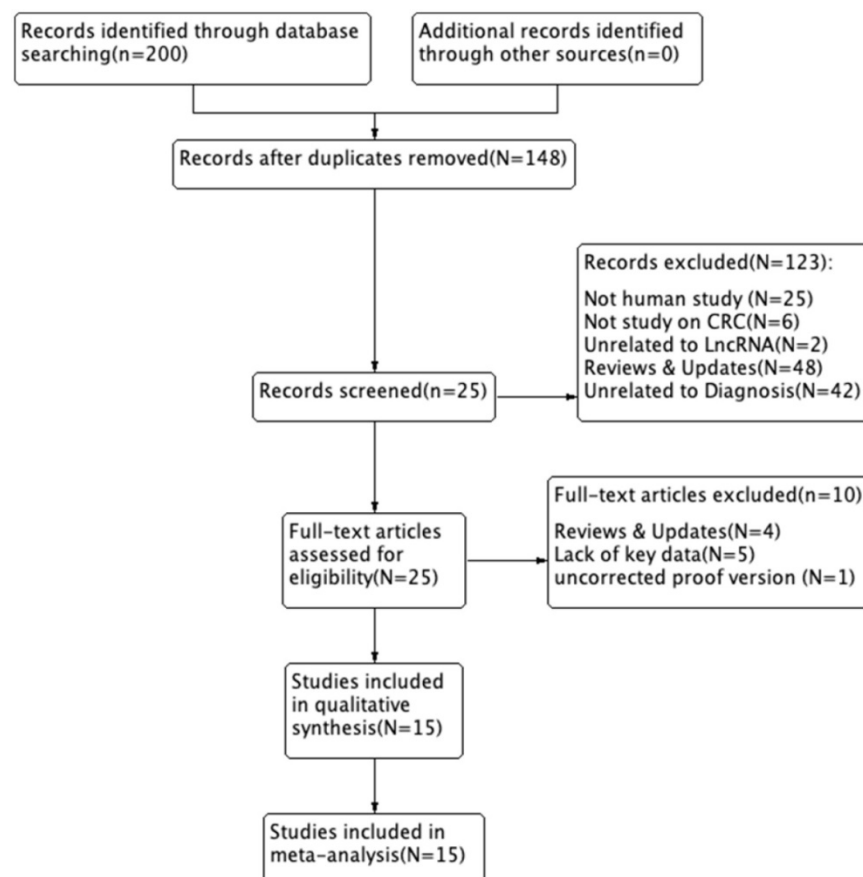 Records identified through database
searching(n=200)
Additional records identified
through other sources(n=0)
Records after duplicates removed(N=148)
Records excluded(N=123):
Not human study (N=25)
Not study on CRC(N=6)
Unrelated to LncRNA(N=2)
Reviews & Updates(N=48)
Unrelated to Diagnosis(N=42)
Records screened(n=25)
Full-text articles excluded(n=10)
Reviews & Updates(N=4)
Lack of key data(N=5)
uncorrected proof version (N=1)
Full-text articles
assessed for
eligibility(N=25)
Studies included
in qualitative
synthesis(N=15)
Studies included in
meta-analysis(N=15)